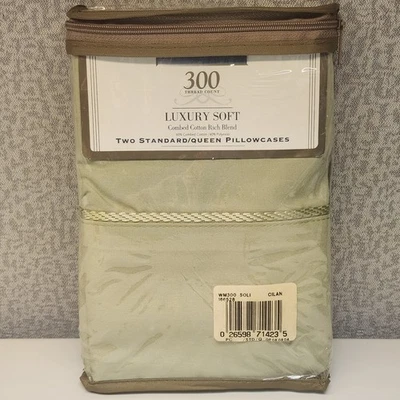 300
THREAD COUNT
LUXURY SOFT
Combed Cotton Rich Blend
TWO STANDARD/QUEEN PILLOWCASES
WM300 SOLI CILAN
0 26598 71423 5